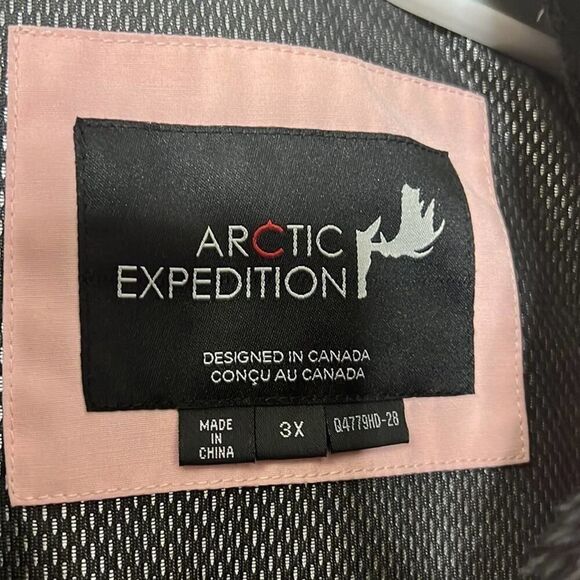 ARCTIC
EXPEDITION
DESIGNED IN CANADA
CONÇU AU CANADA
MADE
IN
CHINA
3X
Q4779HD-28